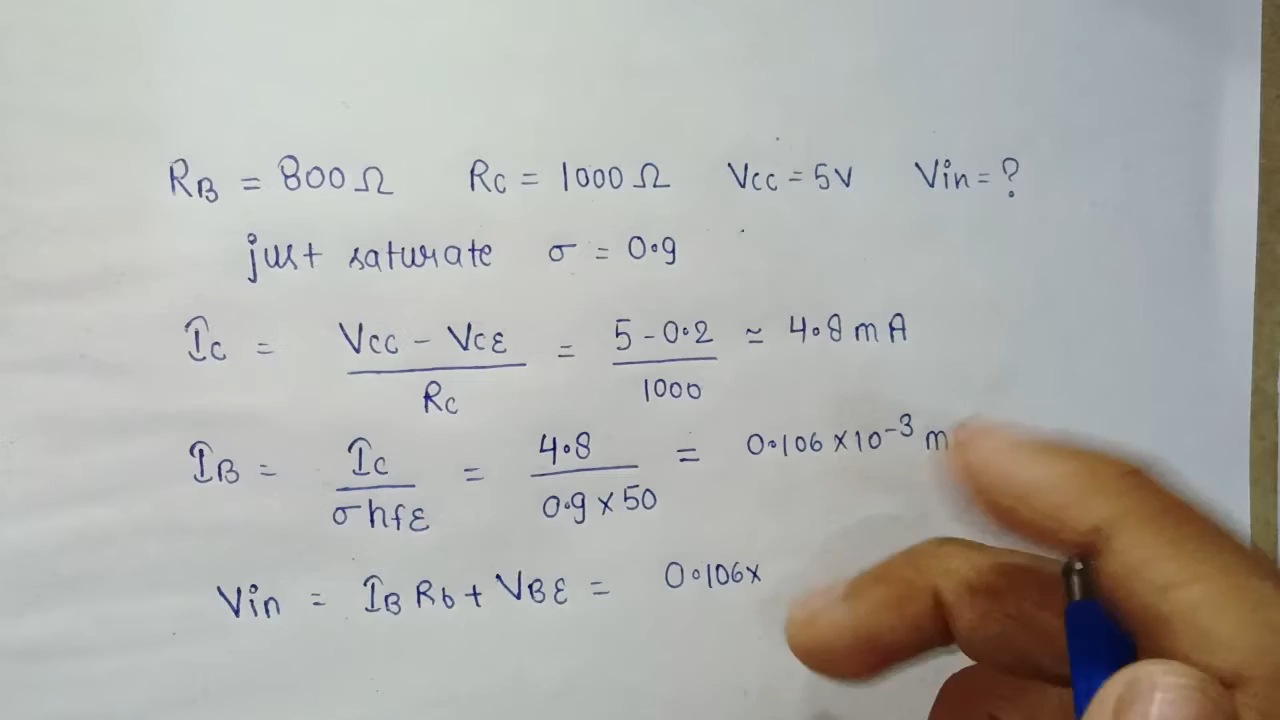 RB = 800Ω RC = 1000Ω Vcc = 5V Vin = ?
just saturate σ = 0.9
IC = VCC - VCE / RC = 5 - 0.2 / 1000 ≃ 4.8 mA
IB = IC / σhfE = 4.8 / 0.9 x 50 = 0.106 x 10⁻³ m
Vin = IB Rb + VBE = 0.106x